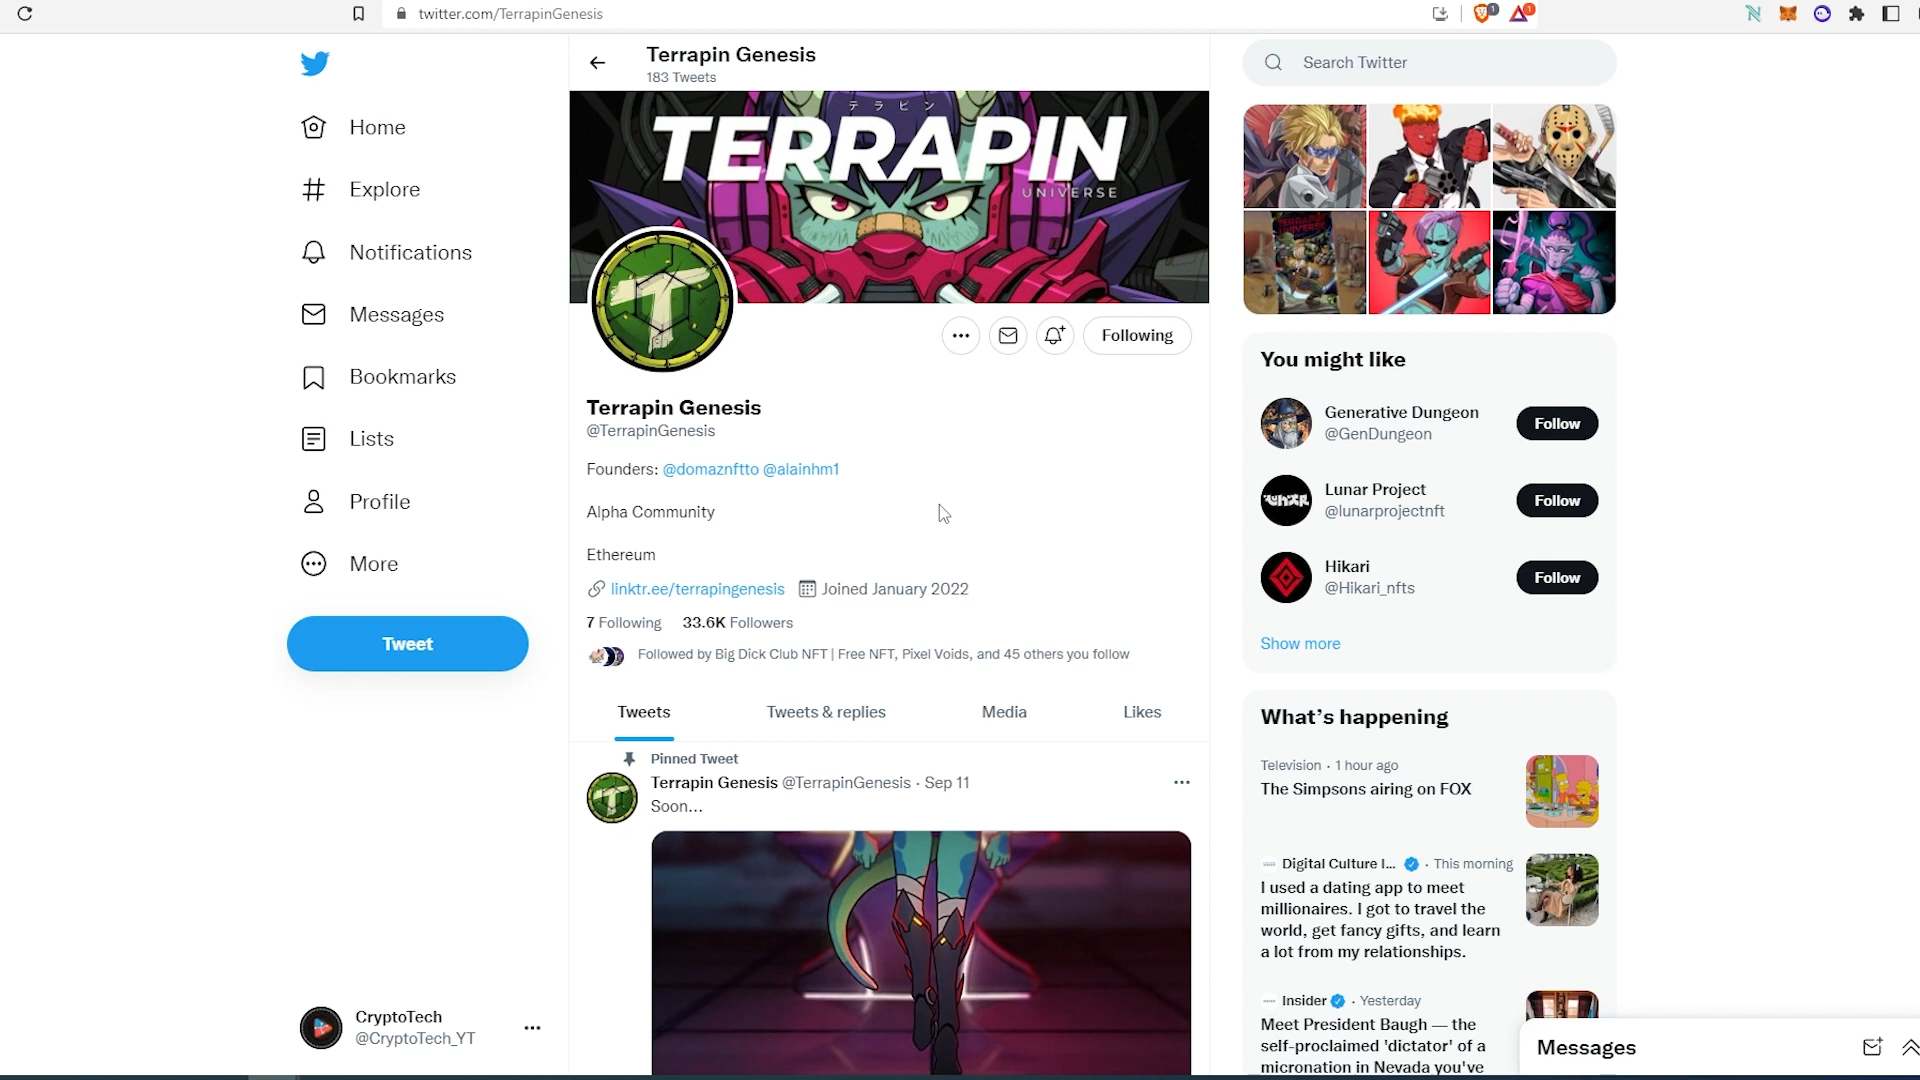 twitter.com/TerrapinGenesis
1
1
Home
Explore
Notifications
Messages
Bookmarks
Lists
Profile
More
Tweet
CryptoTech
@CryptoTech_YT
Terrapin Genesis
183 Tweets
テラピン
TERRAPIN
UNIVERSE
T
Following
Terrapin Genesis
@TerrapinGenesis
Founders: @domaznftto @alainhm1
Alpha Community
Ethereum
linktr.ee/terrapingenesis Joined January 2022
7 Following 33.6K Followers
Followed by Big Dick Club NFT | Free NFT, Pixel Voids, and 45 others you follow
Tweets Tweets & replies Media Likes
Pinned Tweet
Terrapin Genesis @TerrapinGenesis · Sep 11
Soon...
Search Twitter
You might like
Generative Dungeon
@GenDungeon
Follow
Lunar Project
@lunarprojectnft
Follow
Hikari
@Hikari_nfts
Follow
Show more
What's happening
Television · 1 hour ago
The Simpsons airing on FOX
Digital Culture I... · This morning
I used a dating app to meet
millionaires. I got to travel the
world, get fancy gifts, and learn
a lot from my relationships.
Insider · Yesterday
Meet President Baugh — the
self-proclaimed 'dictator' of a
micronation in Nevada you've
Messages